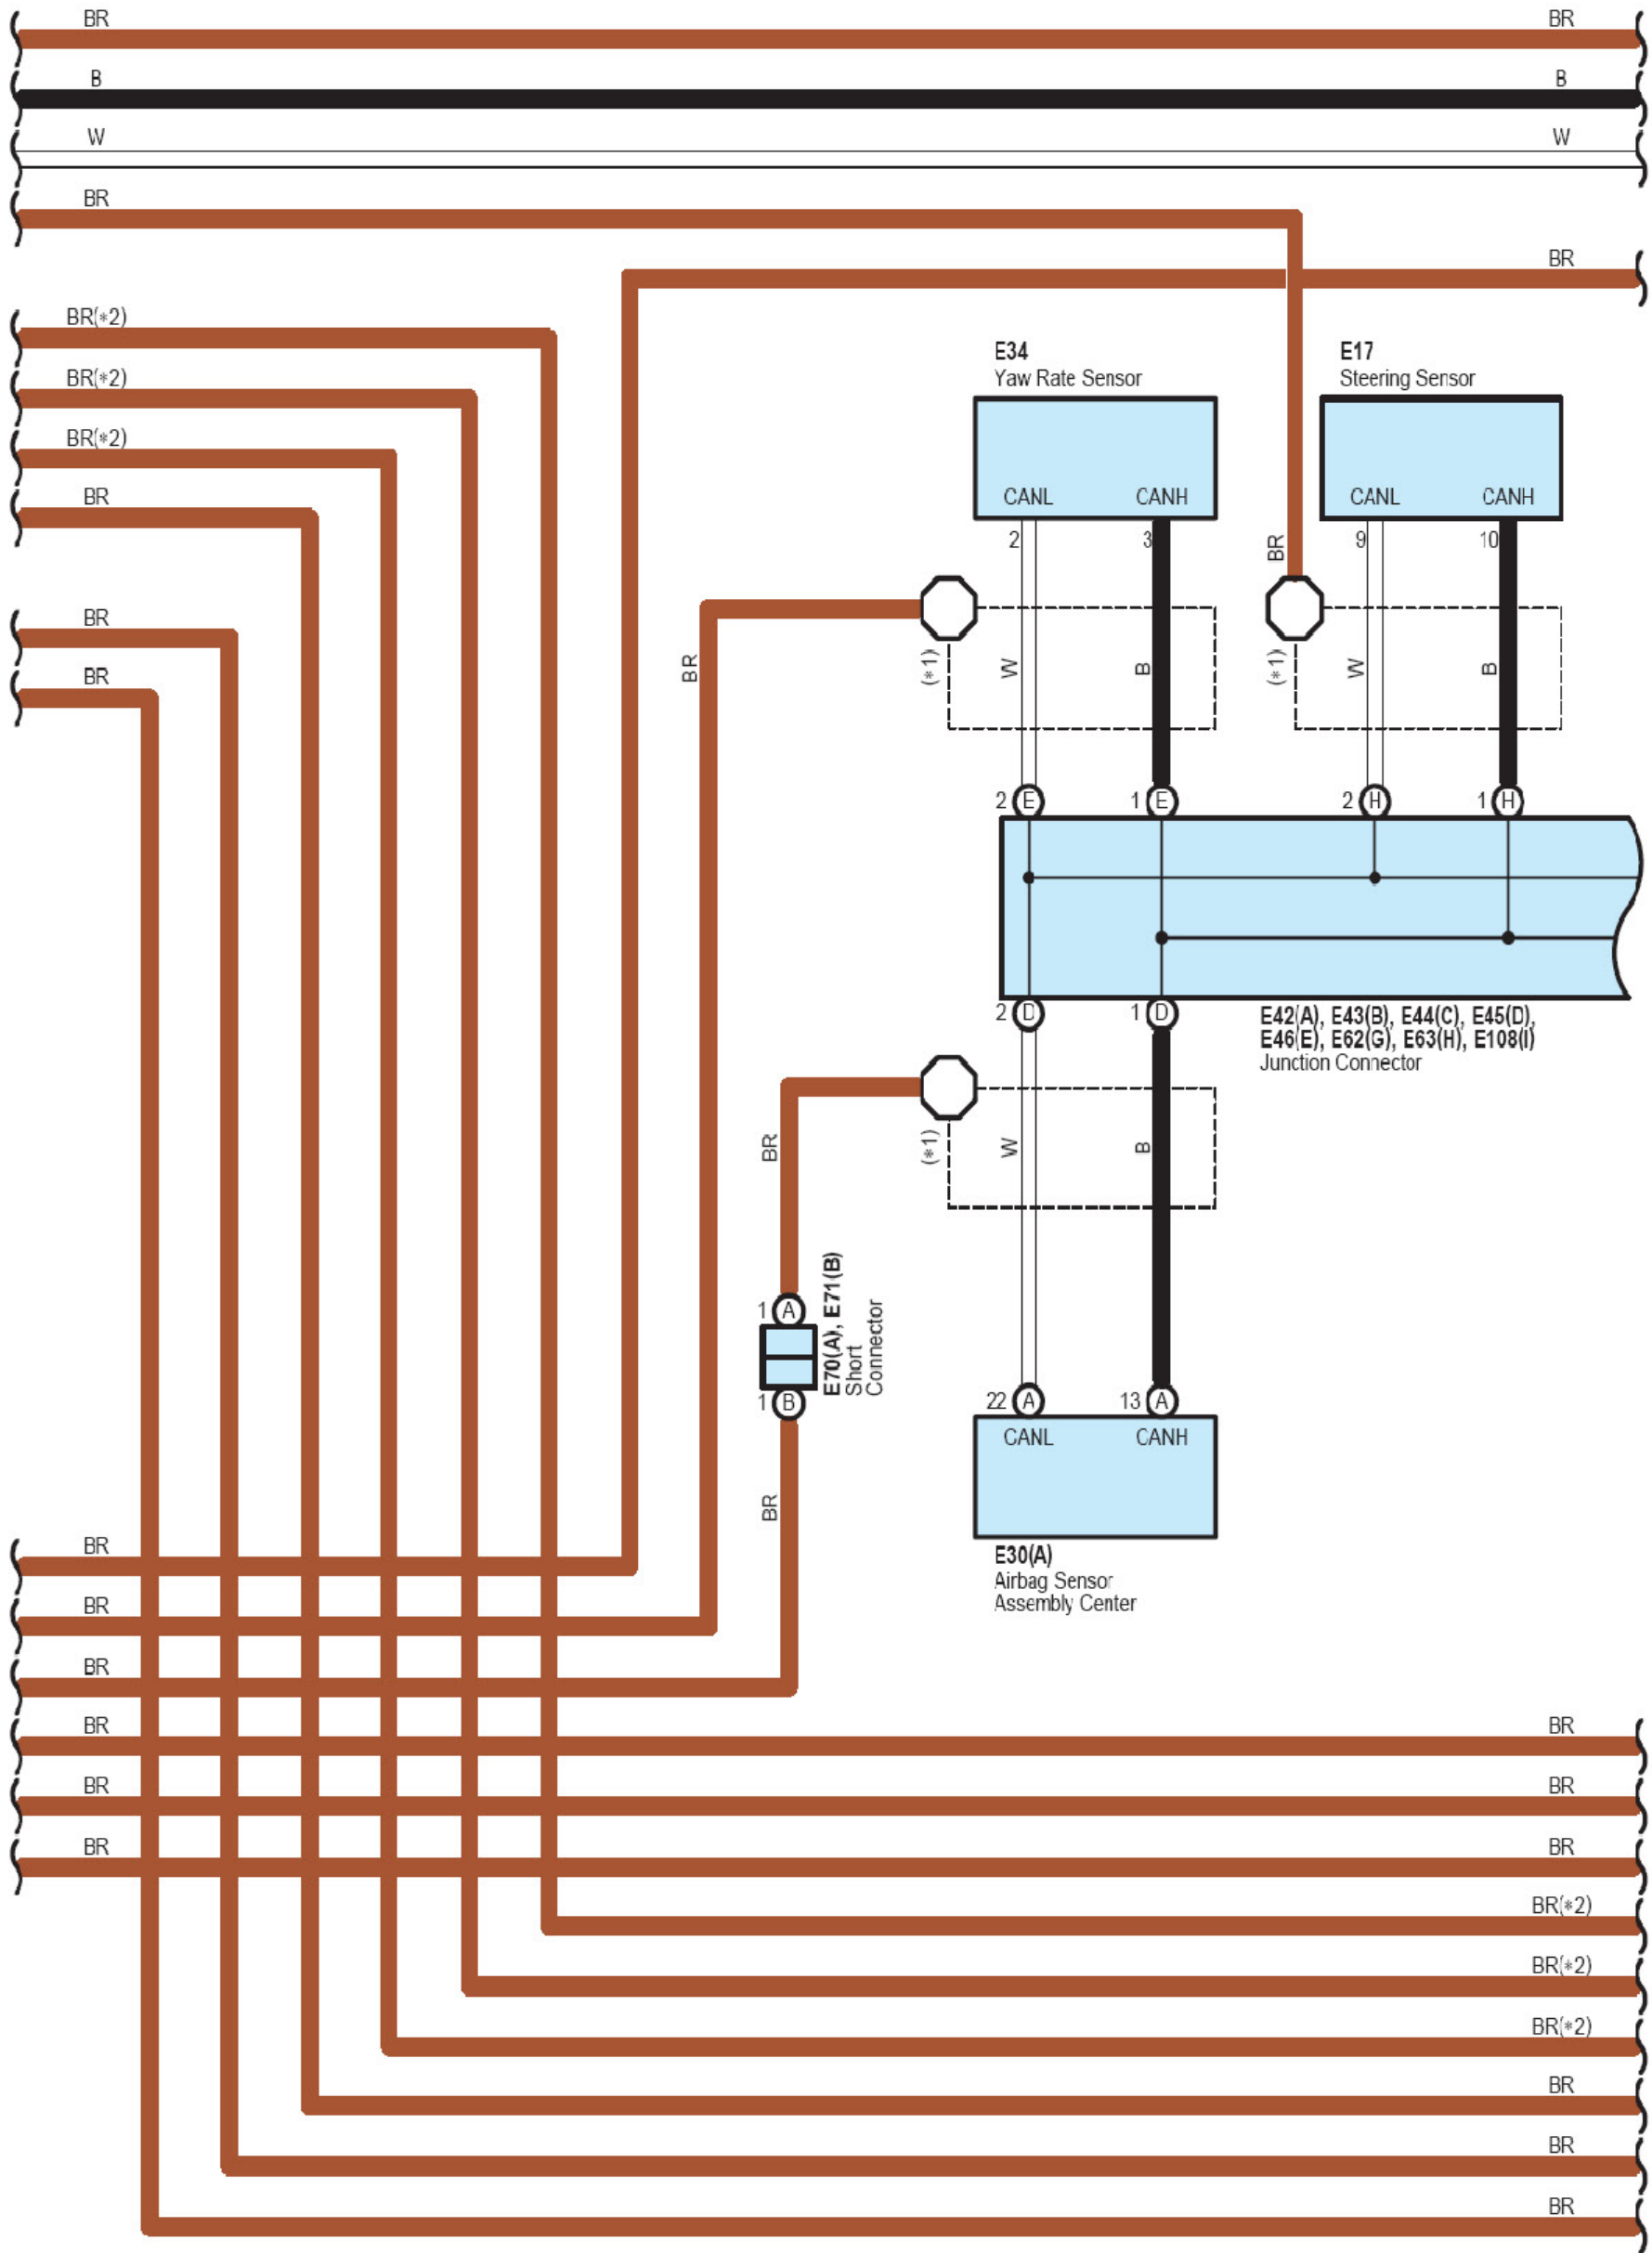 BR BR
B B
W W
BR
BR
BR(*2)
E34 E17
Yaw Rate Sensor Steering Sensor
BR(*2)
BR(*2)
BR CANL CANH CANL CANH
2 3 BR 9 10
BR
BR BR (*1) W B (*1) W B
2 E 1 E 2 H 1 H
2 D 1 D
E42(A), E43(B), E44(C), E45(D),
E46(E), E62(G), E63(H), E108(I)
Junction Connector
BR (*1) W B
1 A
E70(A), E71(B)
Short
Connector
1 B
22 A 13 A
CANL CANH
BR
E30(A)
Airbag Sensor
Assembly Center
BR
BR
BR
BR BR
BR BR
BR BR
BR(*2)
BR(*2)
BR(*2)
BR
BR
BR